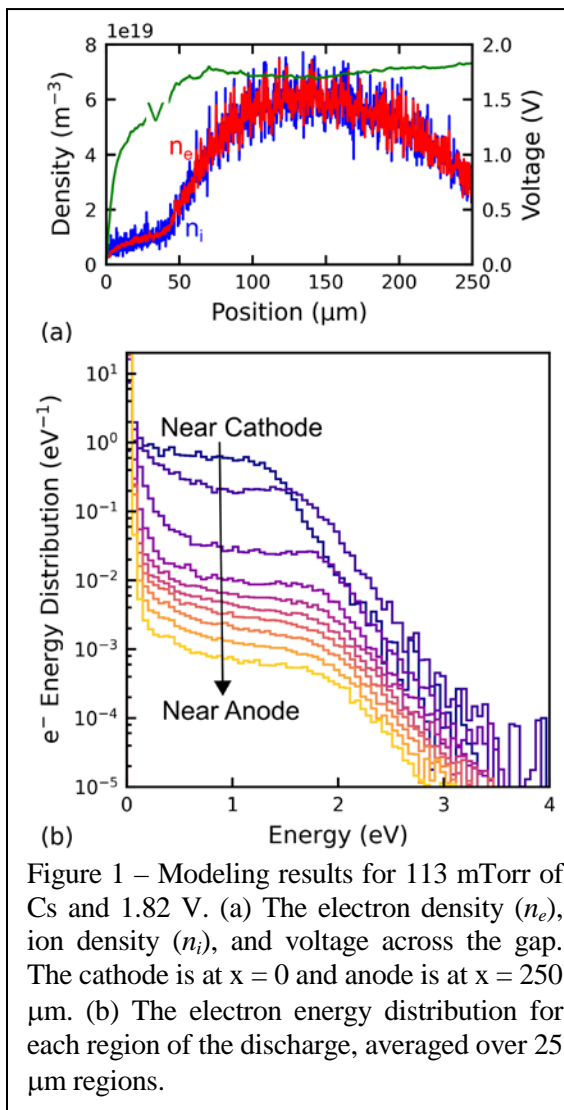 1e19
8
6
4
2
0
Density (m⁻³)
V
nₑ
nᵢ
2.0
1.5
1.0
0.5
0.0
Voltage (V)
0 50 100 150 200 250
Position (μm)
(a)
10¹
10⁰
10⁻¹
10⁻²
10⁻³
10⁻⁴
10⁻⁵
e⁻ Energy Distribution (eV⁻¹)
Near Cathode
Near Anode
0 1 2 3 4
Energy (eV)
(b)
Figure 1 – Modeling results for 113 mTorr of
Cs and 1.82 V. (a) The electron density (nₑ),
ion density (nᵢ), and voltage across the gap.
The cathode is at x = 0 and anode is at x = 250
μm. (b) The electron energy distribution for
each region of the discharge, averaged over 25
μm regions.